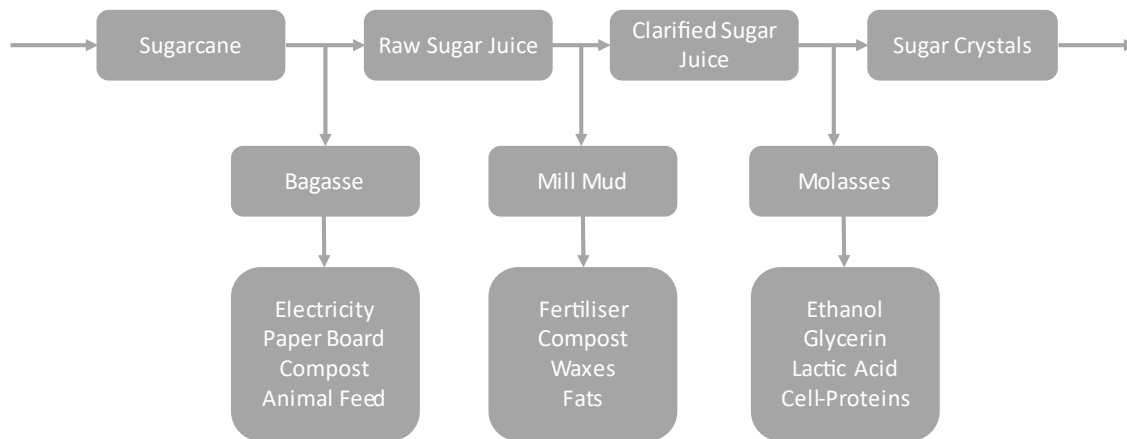 Sugarcane
Raw Sugar Juice
Clarified Sugar
Juice
Sugar Crystals
Bagasse
Mill Mud
Molasses
Electricity
Paper Board
Compost
Animal Feed
Fertiliser
Compost
Waxes
Fats
Ethanol
Glycerin
Lactic Acid
Cell-Proteins